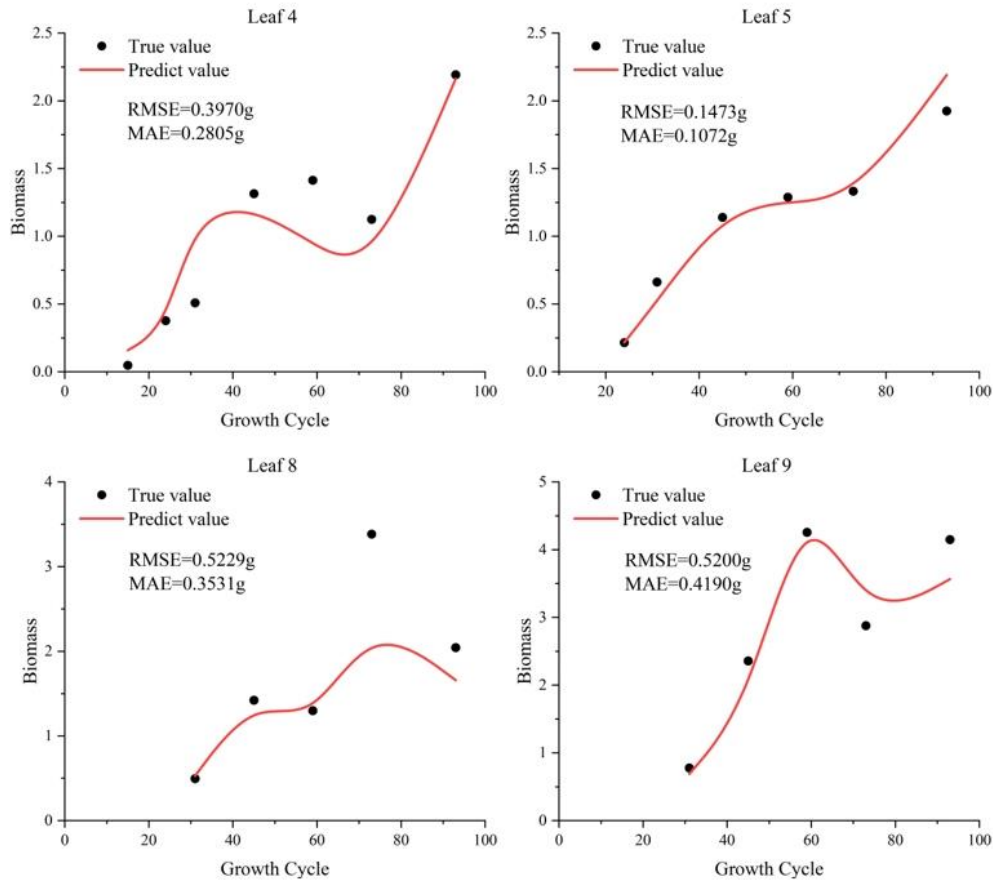 Leaf 4
2.5
2.0
1.5
1.0
0.5
0.0
Biomass
True value
Predict value
RMSE=0.3970g
MAE=0.2805g
0 20 40 60 80 100
Growth Cycle
Leaf 5
2.5
2.0
1.5
1.0
0.5
0.0
Biomass
True value
Predict value
RMSE=0.1473g
MAE=0.1072g
20 40 60 80 100
Growth Cycle
Leaf 8
4
3
2
1
0
Biomass
True value
Predict value
RMSE=0.5229g
MAE=0.3531g
0 20 40 60 80 100
Growth Cycle
Leaf 9
5
4
3
2
1
0
Biomass
True value
Predict value
RMSE=0.5200g
MAE=0.4190g
0 20 40 60 80 100
Growth Cycle